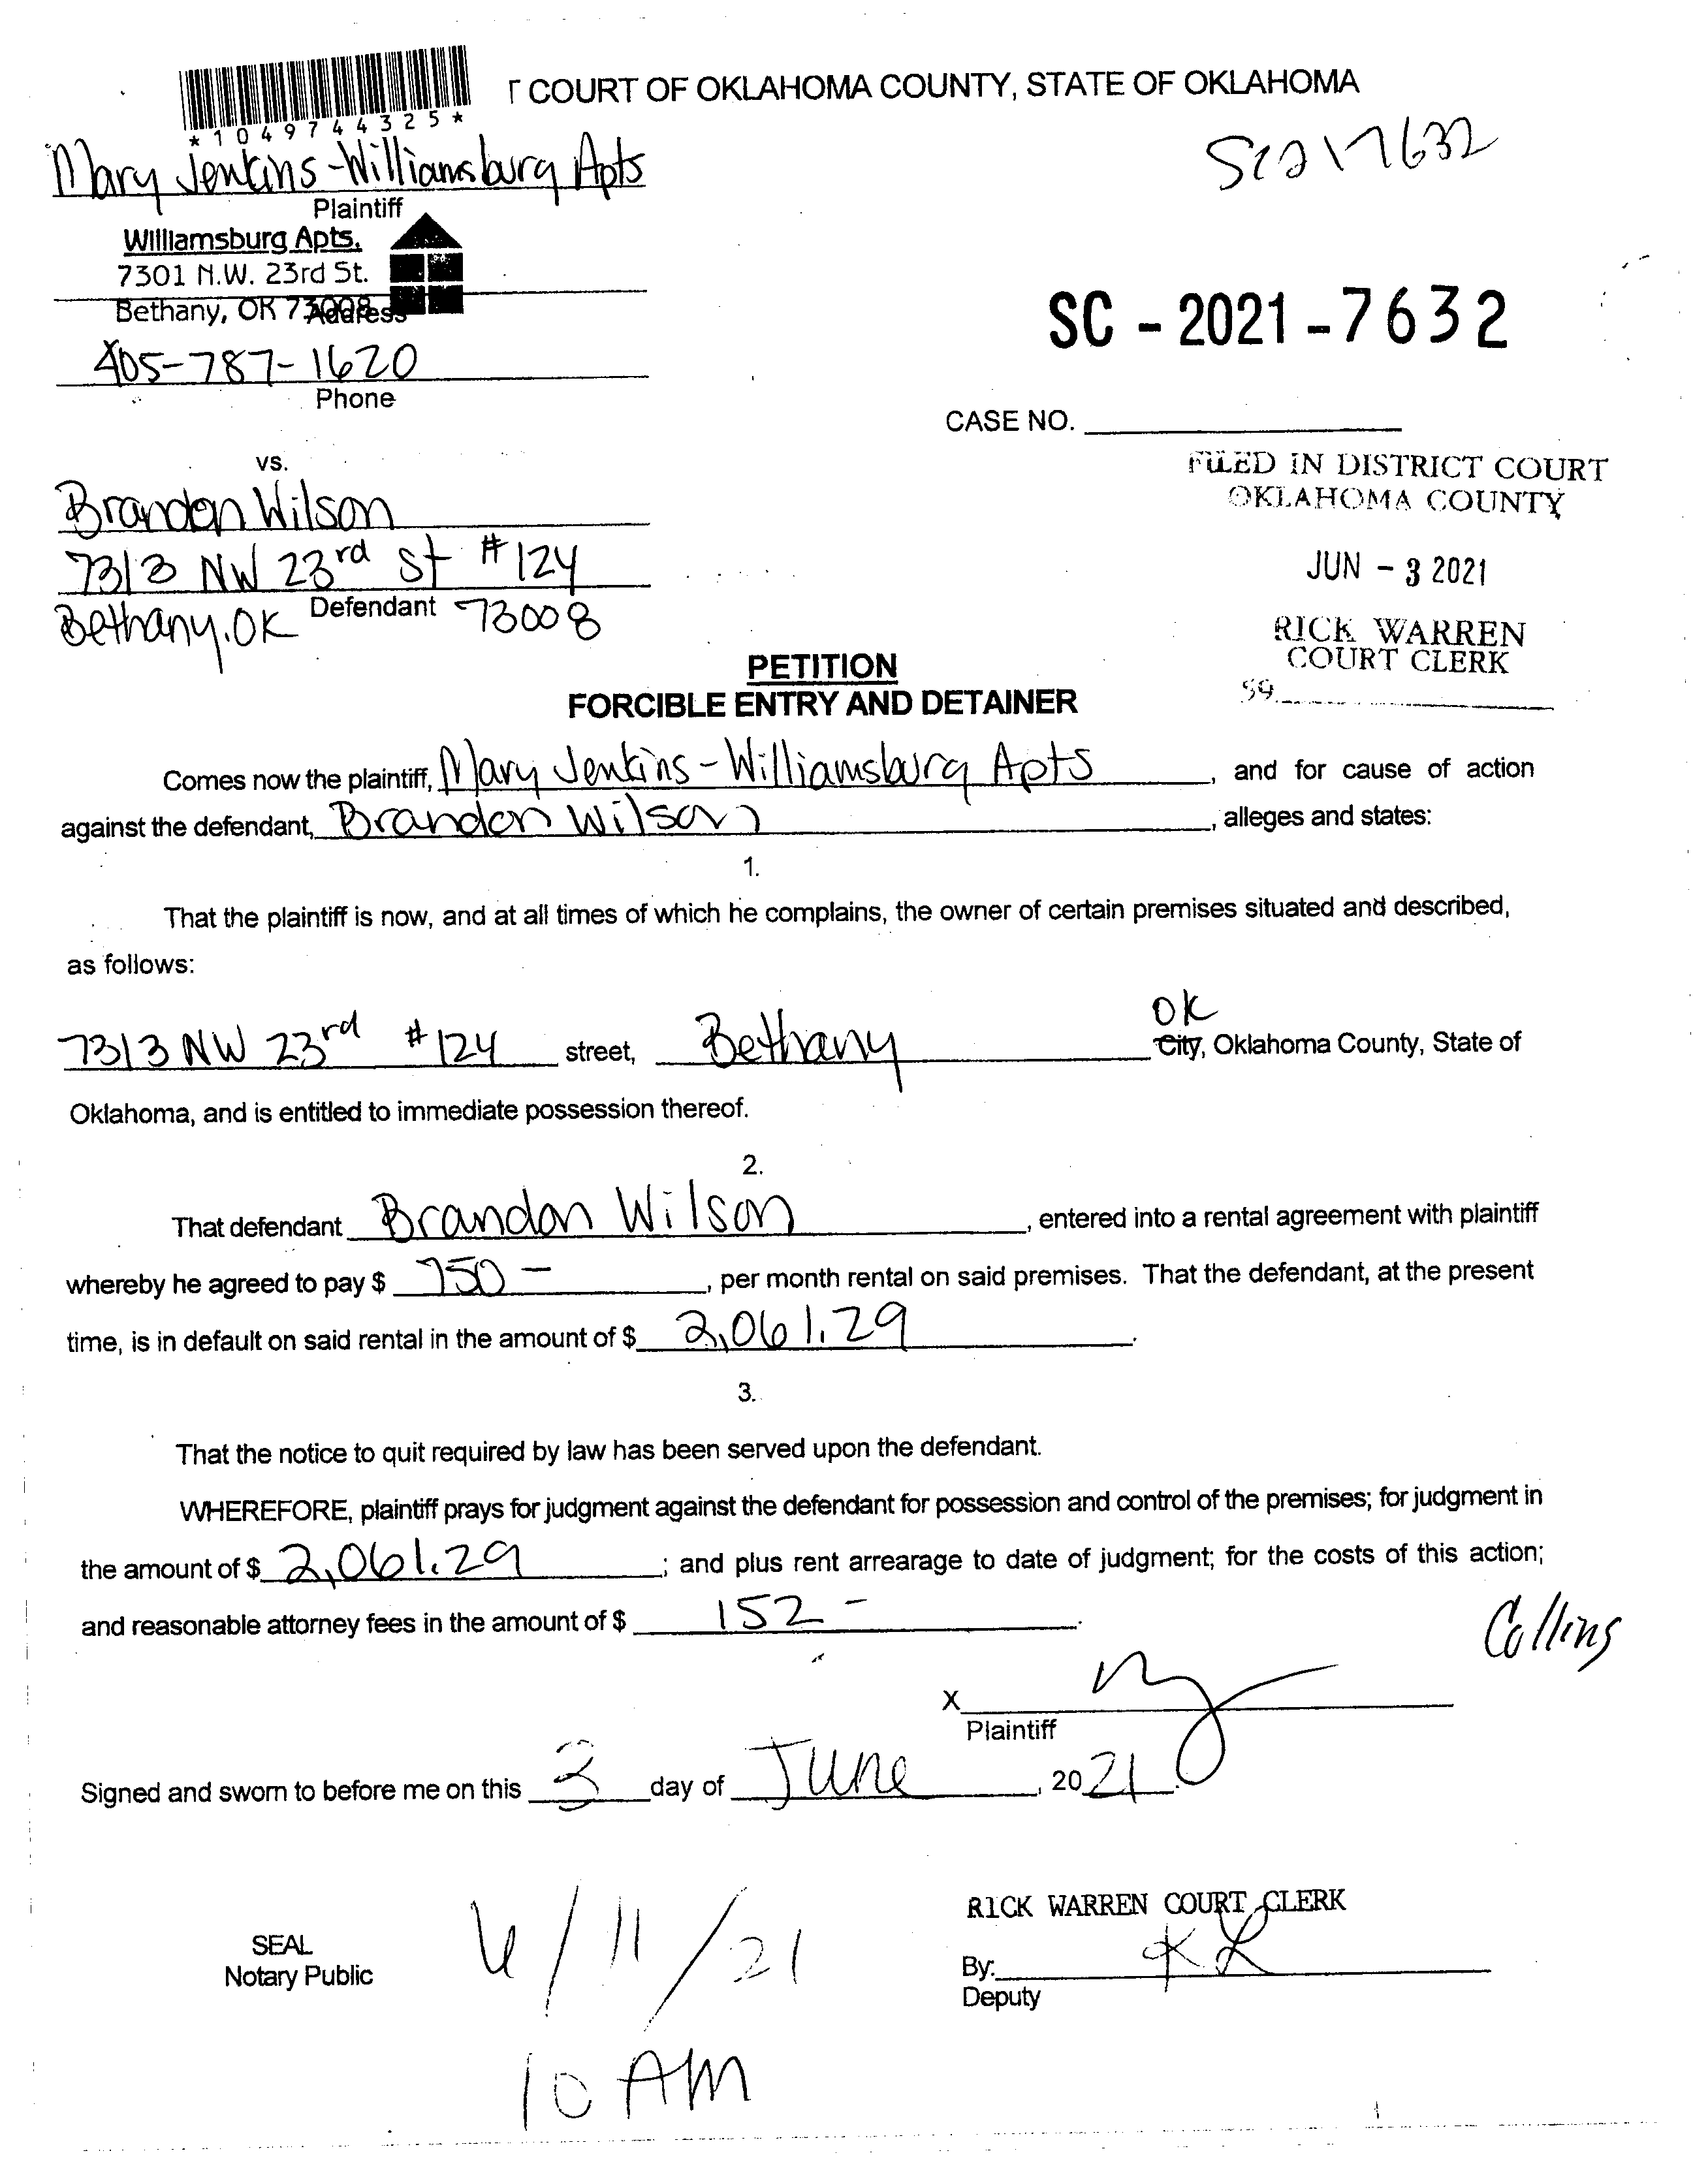 T COURT OF OKLAHOMA COUNTY, STATE OF OKLAHOMA
*1049744325*
SC217632
Mary Jenkins-Williamsburg Apts
Plaintiff
Williamsburg Apts.
7301 N.W. 23rd St.
Bethany, OK 73008
Address
SC - 2021 - 7632
405-787-1620
Phone
CASE NO.
vs.
FILED IN DISTRICT COURT
OKLAHOMA COUNTY
Brandon Wilson
7313 NW 23rd St #124
JUN - 3 2021
Defendant
Bethany, OK 73008
RICK WARREN
COURT CLERK
59
PETITION
FORCIBLE ENTRY AND DETAINER
Comes now the plaintiff, Mary Jenkins-Williamsburg Apts, and for cause of action
against the defendant, Brandon Wilson, alleges and states:
1.
That the plaintiff is now, and at all times of which he complains, the owner of certain premises situated and described,
as follows:
OK
7313 NW 23rd #124 street, Bethany City, Oklahoma County, State of
Oklahoma, and is entitled to immediate possession thereof.
2.
That defendant Brandon Wilson, entered into a rental agreement with plaintiff
whereby he agreed to pay $ 750 -, per month rental on said premises. That the defendant, at the present
time, is in default on said rental in the amount of $ 2,061.29.
3.
That the notice to quit required by law has been served upon the defendant.
WHEREFORE, plaintiff prays for judgment against the defendant for possession and control of the premises; for judgment in
the amount of $ 2,061.29; and plus rent arrearage to date of judgment; for the costs of this action;
and reasonable attorney fees in the amount of $ 152 -.
Collins
X
Plaintiff
Signed and sworn to before me on this 3 day of June, 2021.
RICK WARREN COURT CLERK
SEAL
Notary Public
6/11/21
By: KL
Deputy
10 AM